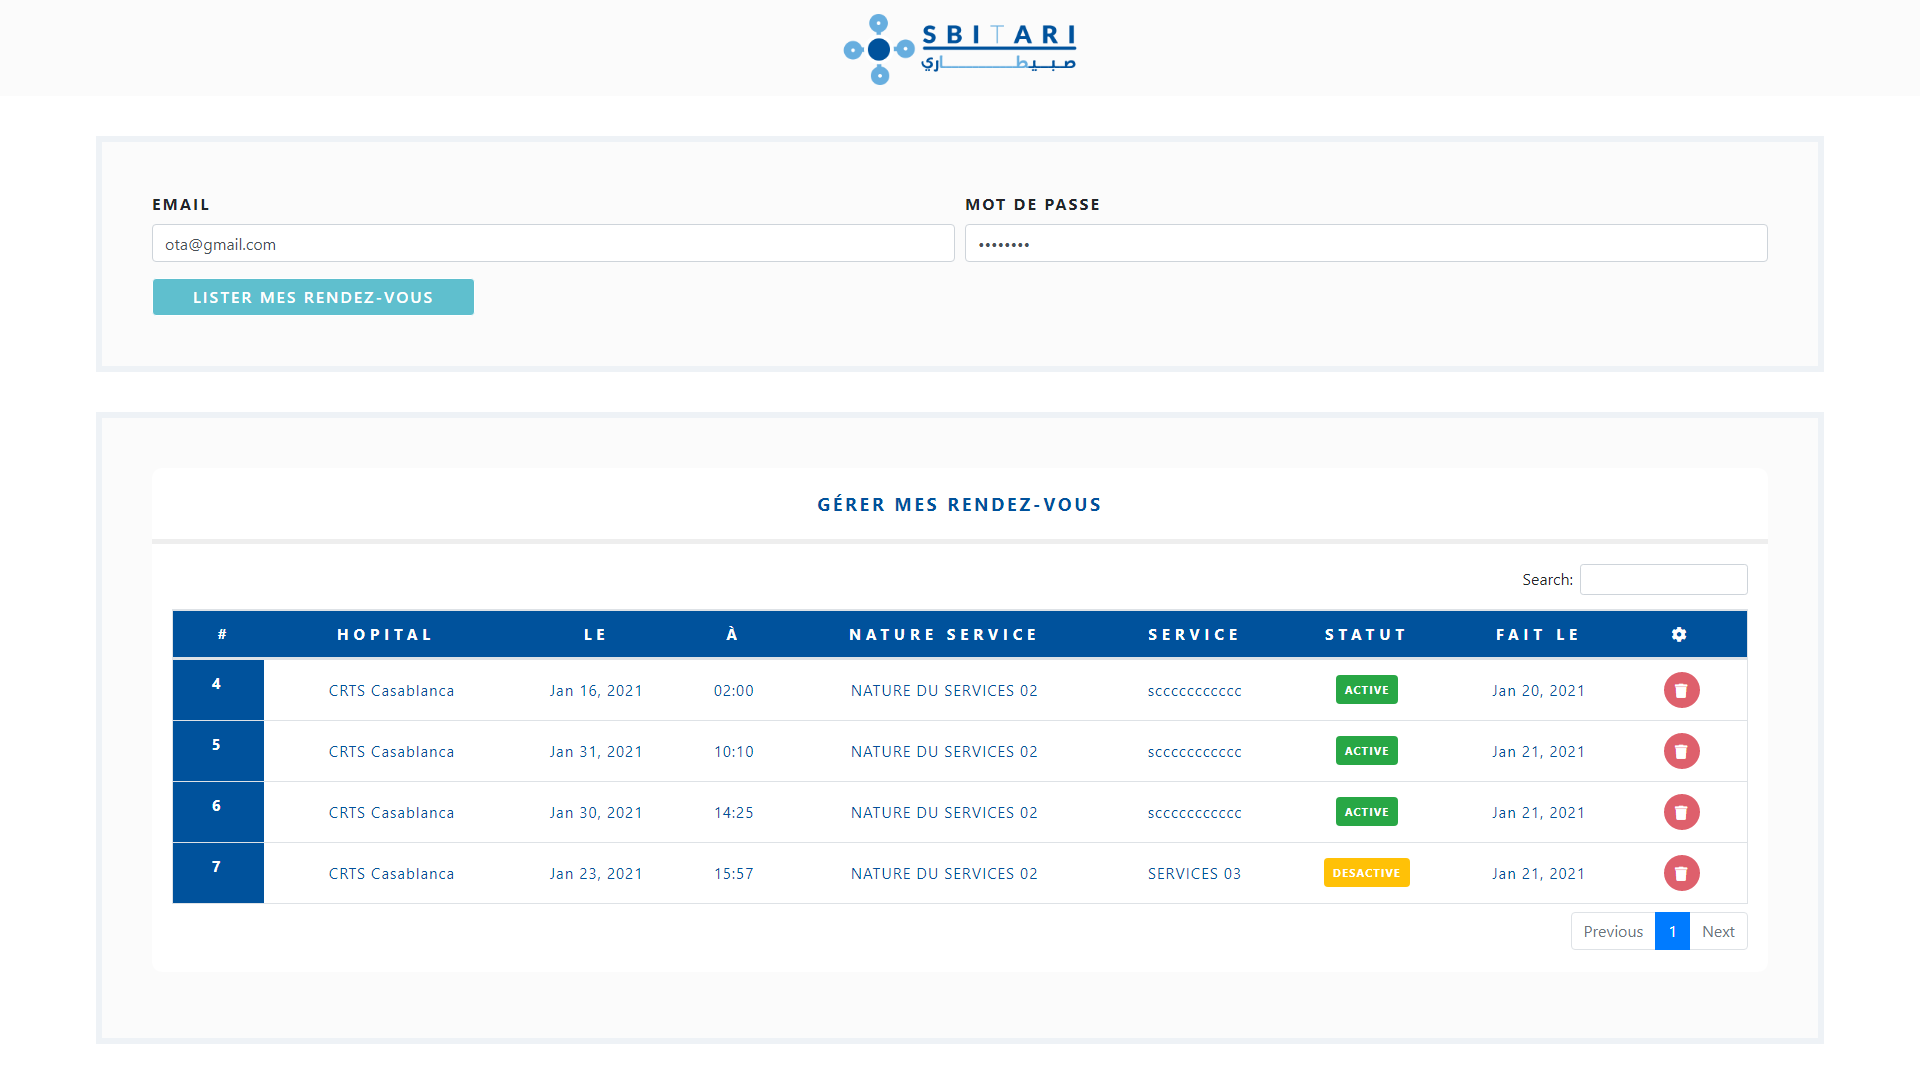 SBITARI
صبيطاري
EMAIL
MOT DE PASSE
ota@gmail.com
••••••••
LISTER MES RENDEZ-VOUS
GÉRER MES RENDEZ-VOUS
Search:
# HOPITAL LE À NATURE SERVICE SERVICE STATUT FAIT LE
4 CRTS Casablanca Jan 16, 2021 02:00 NATURE DU SERVICES 02 sccccccccccc ACTIVE Jan 20, 2021
5 CRTS Casablanca Jan 31, 2021 10:10 NATURE DU SERVICES 02 sccccccccccc ACTIVE Jan 21, 2021
6 CRTS Casablanca Jan 30, 2021 14:25 NATURE DU SERVICES 02 sccccccccccc ACTIVE Jan 21, 2021
7 CRTS Casablanca Jan 23, 2021 15:57 NATURE DU SERVICES 02 SERVICES 03 DESACTIVE Jan 21, 2021
Previous 1 Next